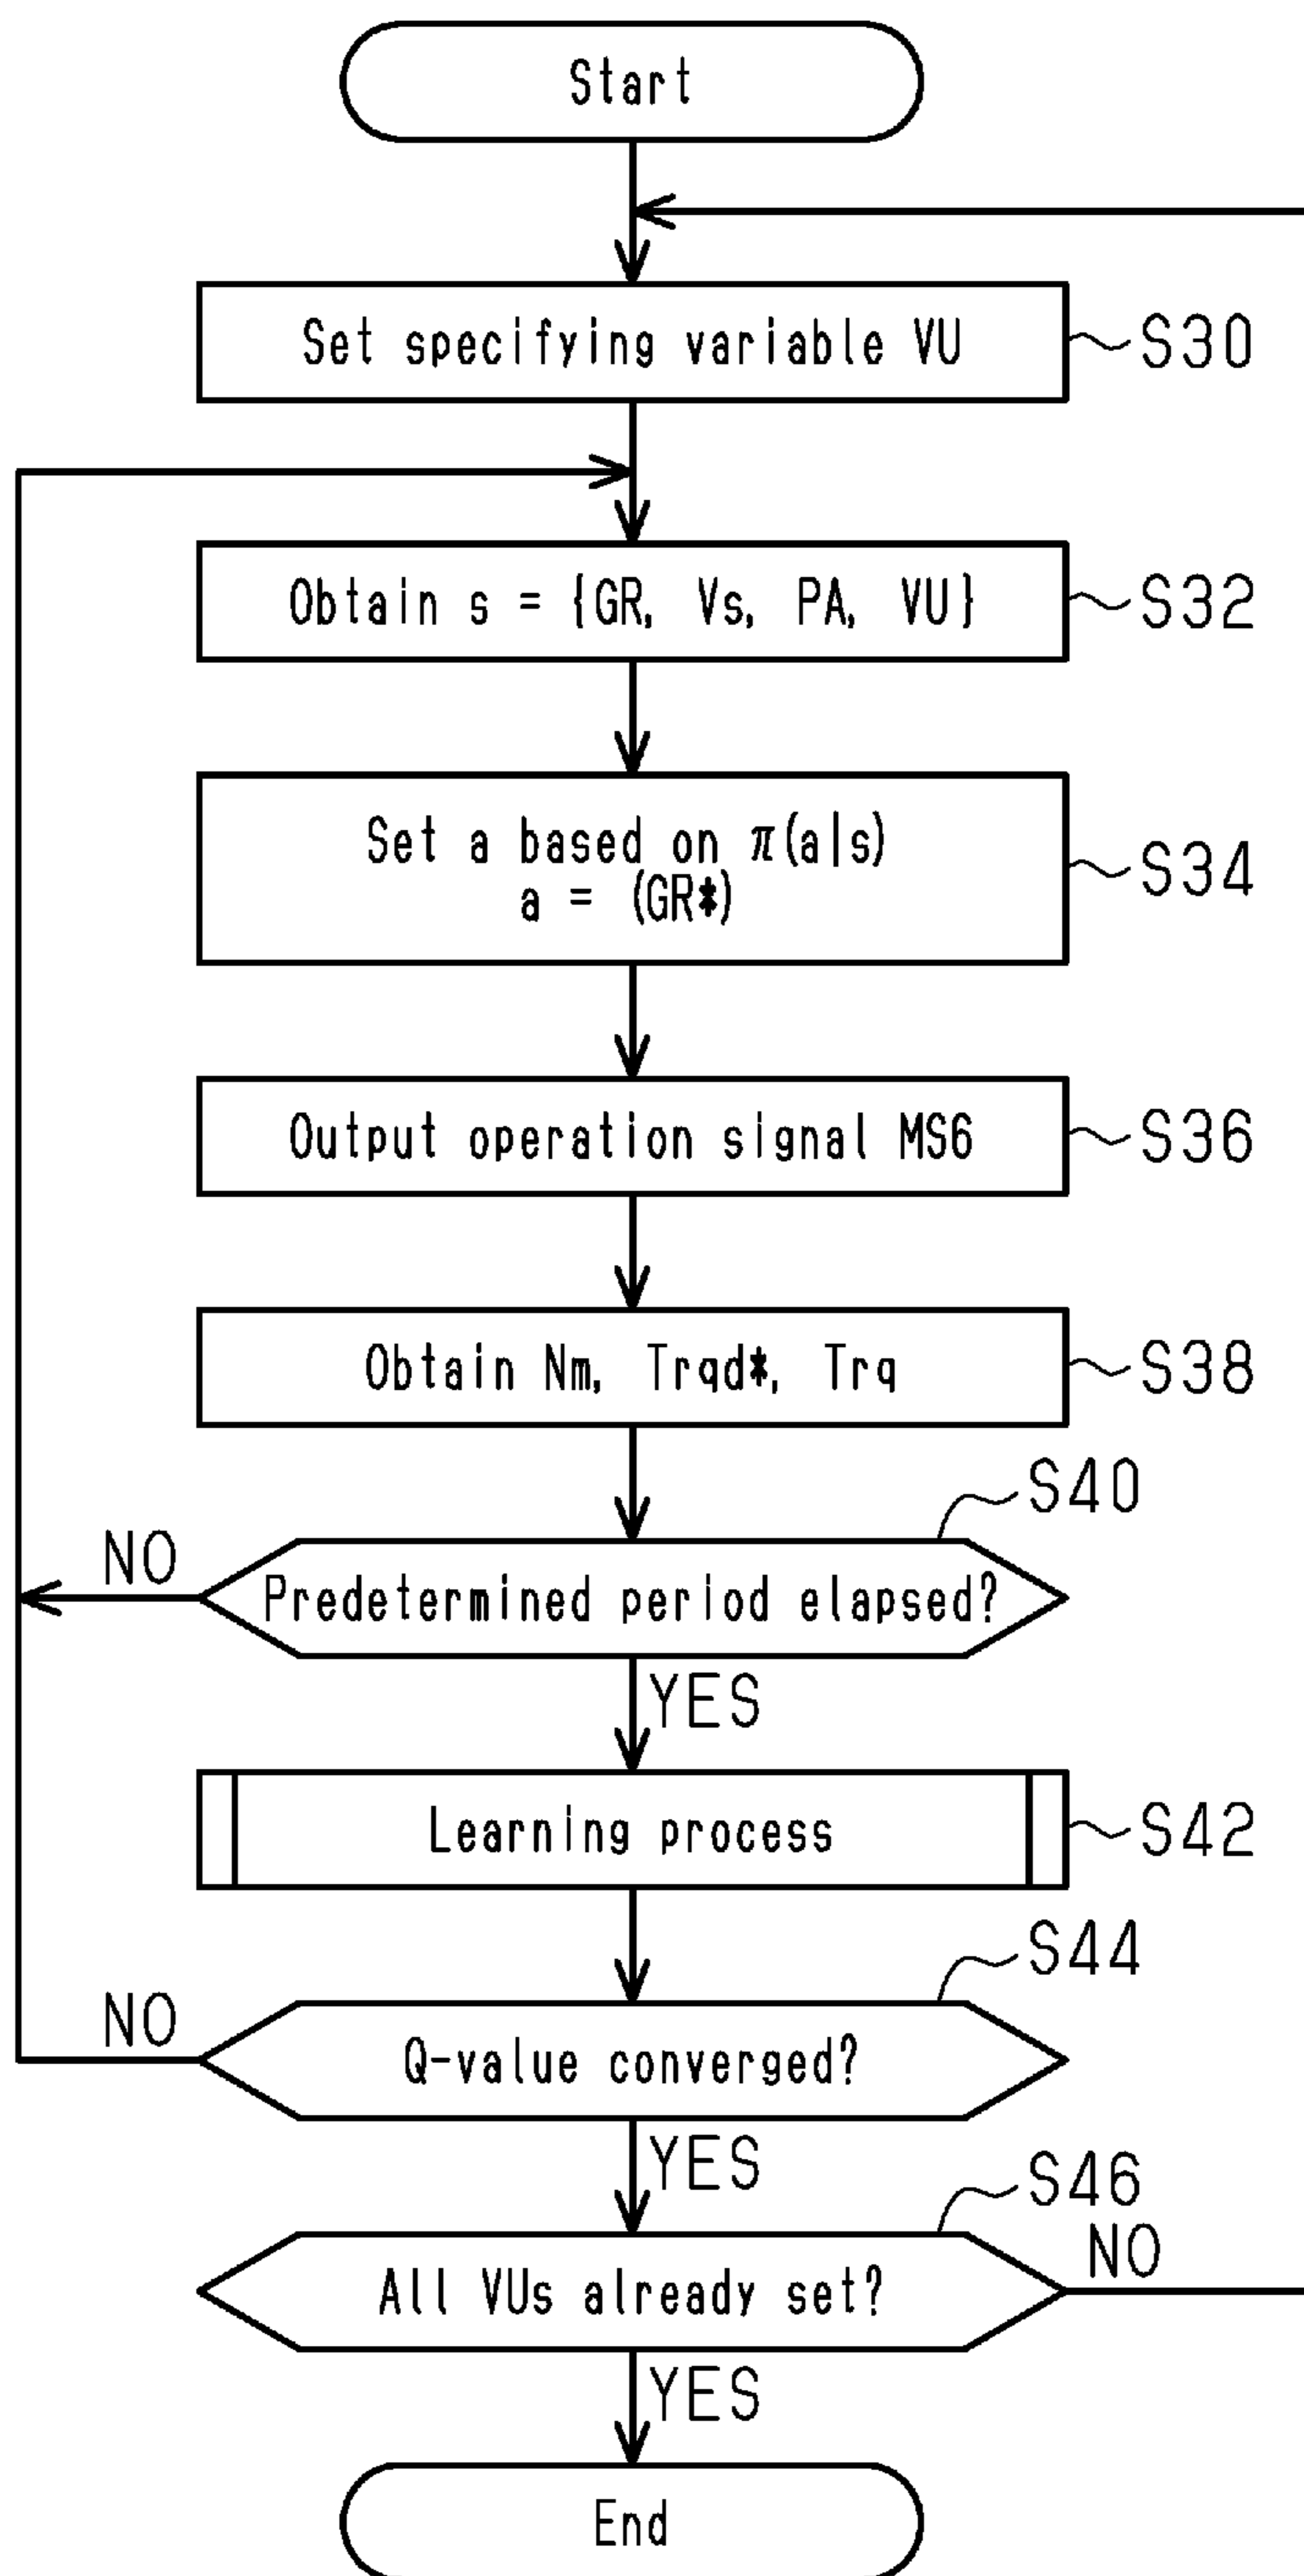 Start
Set specifying variable VU
S30
Obtain s = {GR, Vs, PA, VU}
S32
Set a based on π(a|s)
a = (GR*)
S34
Output operation signal MS6
S36
Obtain Nm, Trqd*, Trq
S38
S40
NO
Predetermined period elapsed?
YES
Learning process
S42
S44
NO
Q-value converged?
YES
S46
NO
All VUs already set?
YES
End